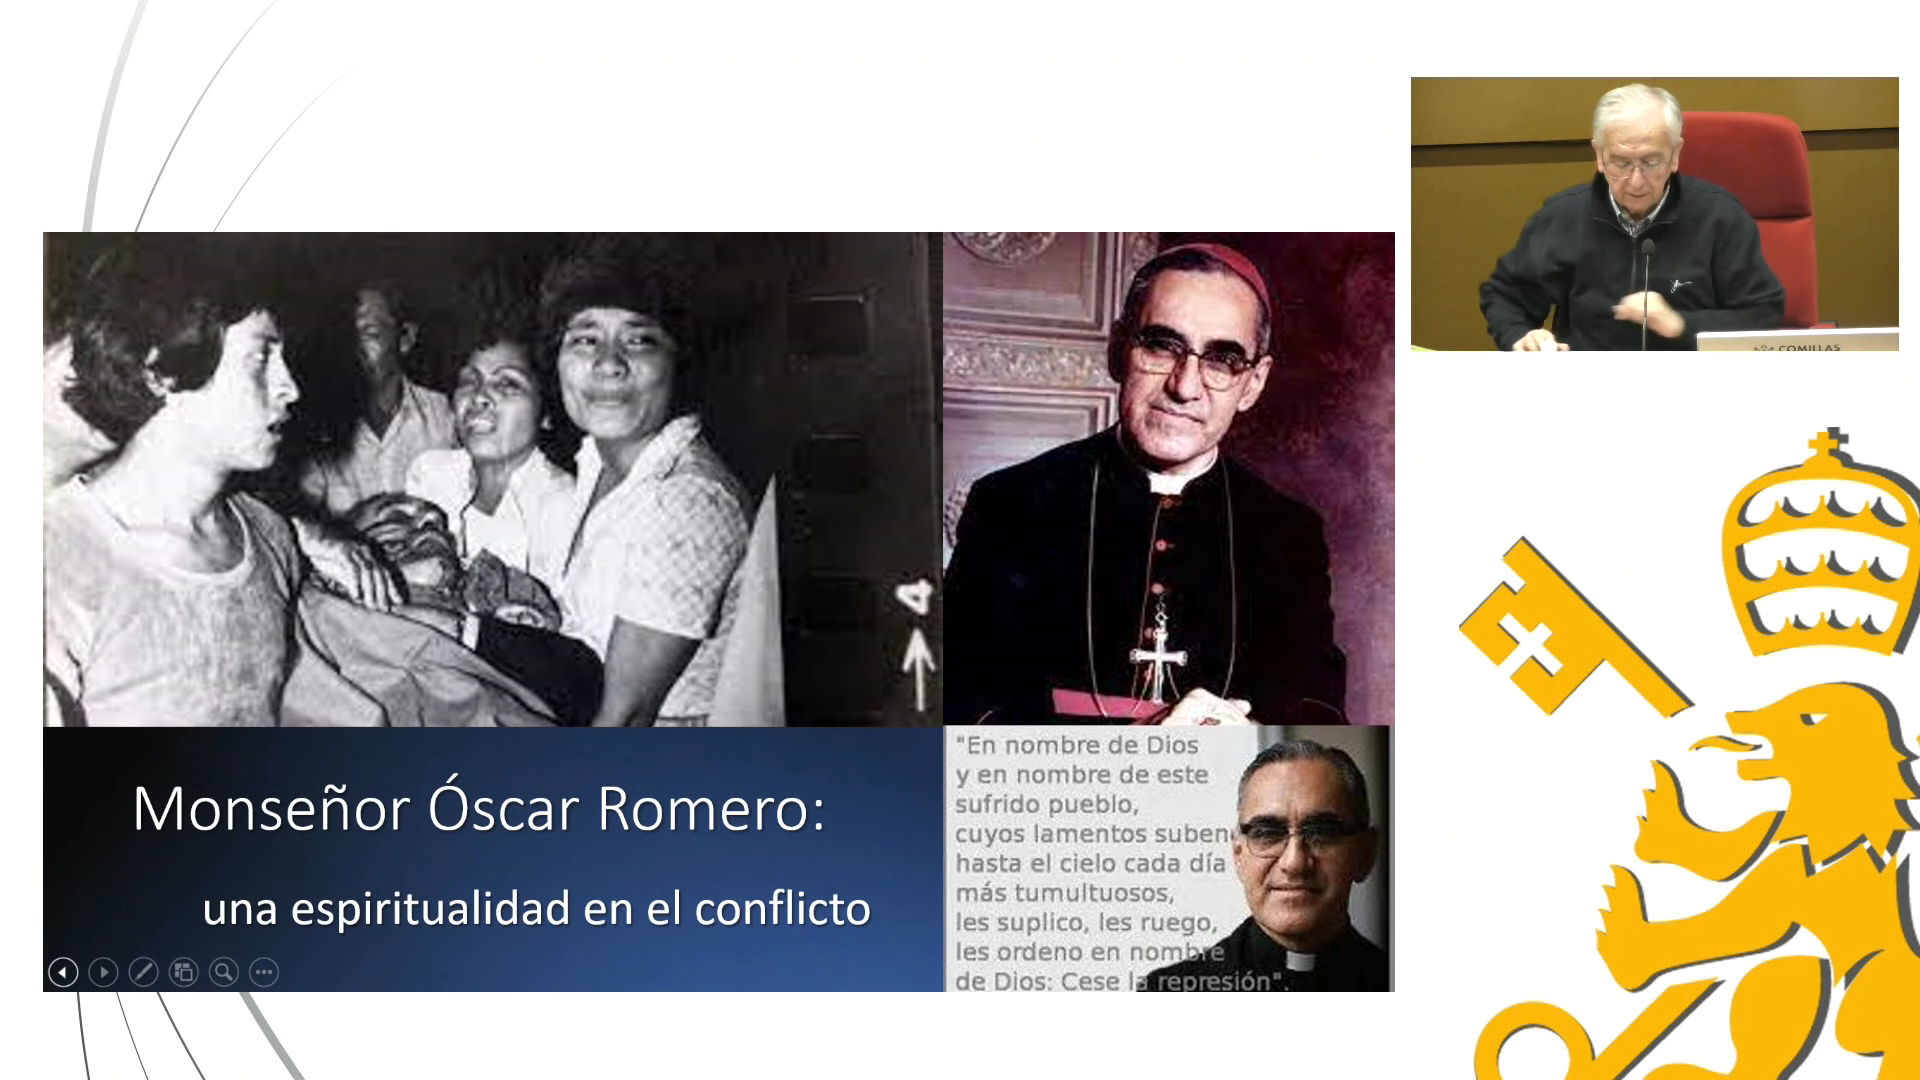 COMILLAS
Monseñor Óscar Romero:
una espiritualidad en el conflicto
"En nombre de Dios
y en nombre de este
sufrido pueblo,
cuyos lamentos suben
hasta el cielo cada día
más tumultuosos,
les suplico, les ruego,
les ordeno en nombre
de Dios: Cese la represión".